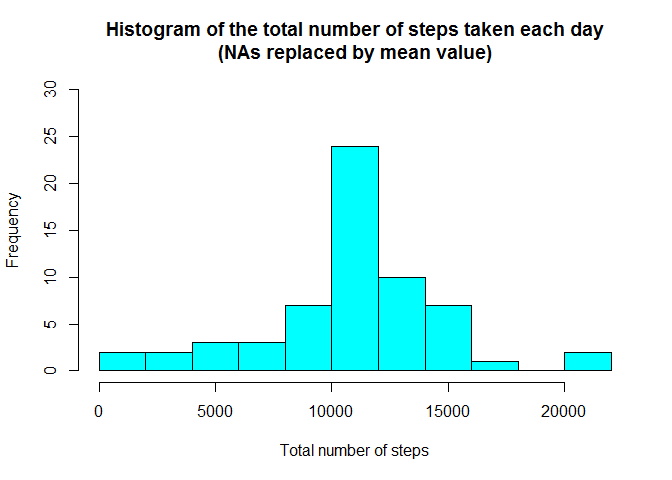 Histogram of the total number of steps taken each day
(NAs replaced by mean value)
Frequency
30
25
20
15
10
5
0
0 5000 10000 15000 20000
Total number of steps